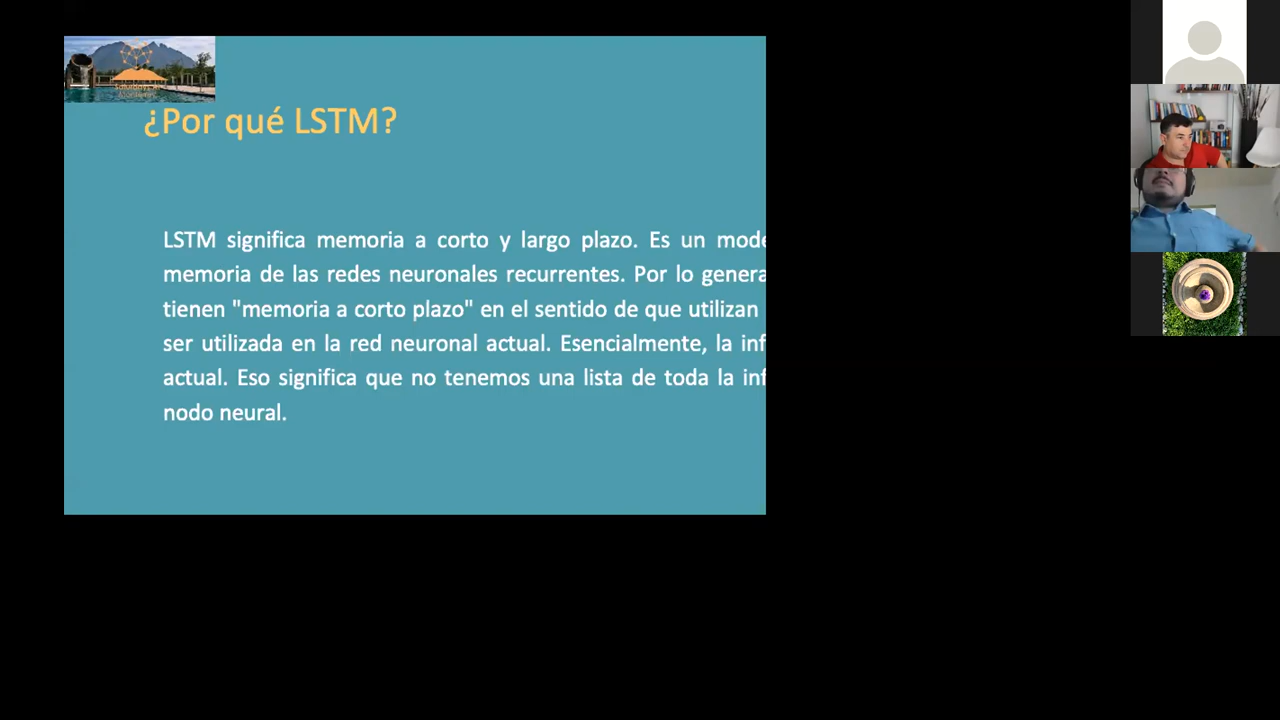 ¿Por qué LSTM?
LSTM significa memoria a corto y largo plazo. Es un mode
memoria de las redes neuronales recurrentes. Por lo genera
tienen "memoria a corto plazo" en el sentido de que utilizan
ser utilizada en la red neuronal actual. Esencialmente, la inf
actual. Eso significa que no tenemos una lista de toda la inf
nodo neural.